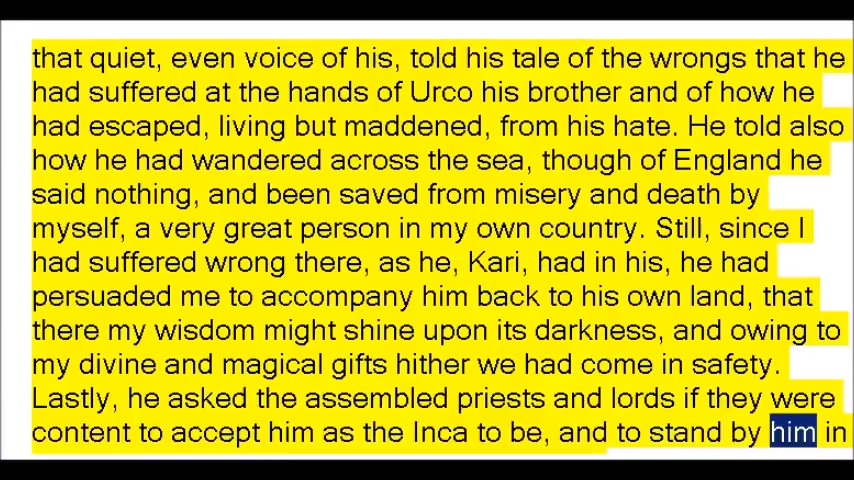 that quiet, even voice of his, told his tale of the wrongs that he
had suffered at the hands of Urco his brother and of how he
had escaped, living but maddened, from his hate. He told also
how he had wandered across the sea, though of England he
said nothing, and been saved from misery and death by
myself, a very great person in my own country. Still, since I
had suffered wrong there, as he, Kari, had in his, he had
persuaded me to accompany him back to his own land, that
there my wisdom might shine upon its darkness, and owing to
my divine and magical gifts hither we had come in safety.
Lastly, he asked the assembled priests and lords if they were
content to accept him as the Inca to be, and to stand by him in